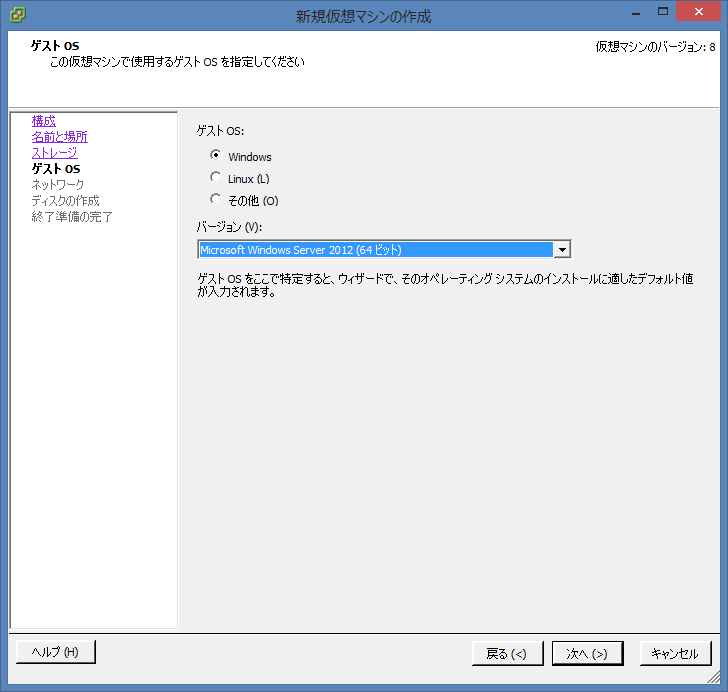 新規仮想マシンの作成
ゲスト OS
この仮想マシンで使用するゲスト OS を指定してください
仮想マシンのバージョン: 8
構成
名前と場所
ストレージ
ゲスト OS
ネットワーク
ディスクの作成
終了準備の完了
ゲスト OS:
Windows
Linux (L)
その他 (O)
バージョン (V):
Microsoft Windows Server 2012 (64 ビット)
ゲスト OS をここで特定すると、ウィザードで、そのオペレーティング システムのインストールに適したデフォルト値
が入力されます。
ヘルプ (H)
戻る (<)
次へ (>)
キャンセル